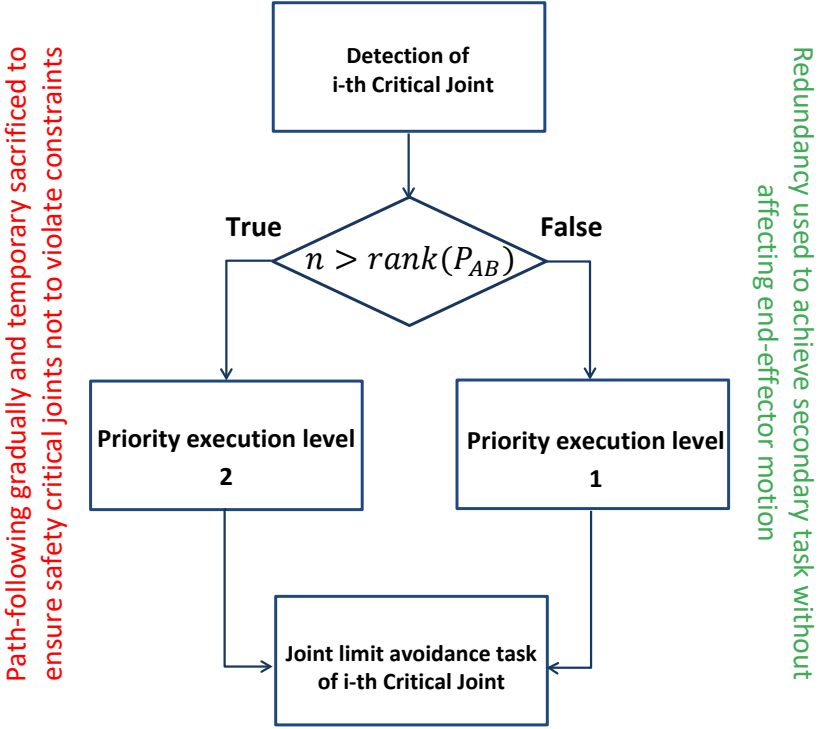 Path-following gradually and temporary sacrificed to
ensure safety critical joints not to violate constraints
Detection of
i-th Critical Joint
True
False
n > rank(P_{AB})
Priority execution level
2
Priority execution level
1
Joint limit avoidance task
of i-th Critical Joint
Redundancy used to achieve secondary task without
affecting end-effector motion